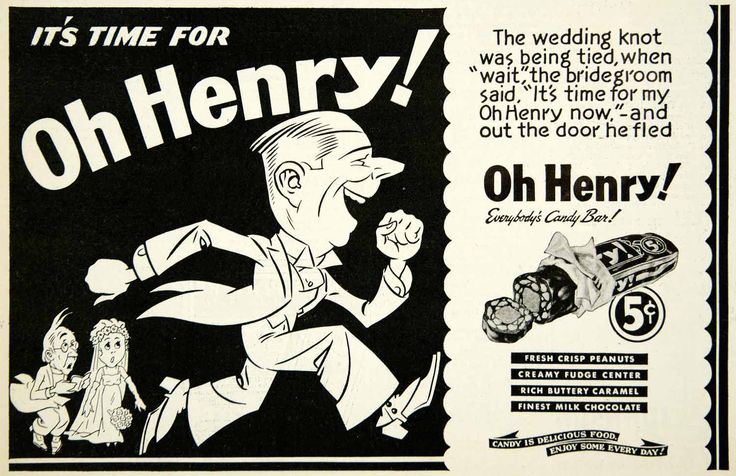 IT'S TIME FOR
Oh Henry!
The wedding knot
was being tied, when
"wait", the bridegroom
said, "It's time for my
Oh Henry now," - and
out the door he fled
Oh Henry!
Everybody's Candy Bar!
5¢
5¢
FRESH CRISP PEANUTS
CREAMY FUDGE CENTER
RICH BUTTERY CARAMEL
FINEST MILK CHOCOLATE
CANDY IS DELICIOUS FOOD.
ENJOY SOME EVERY DAY!